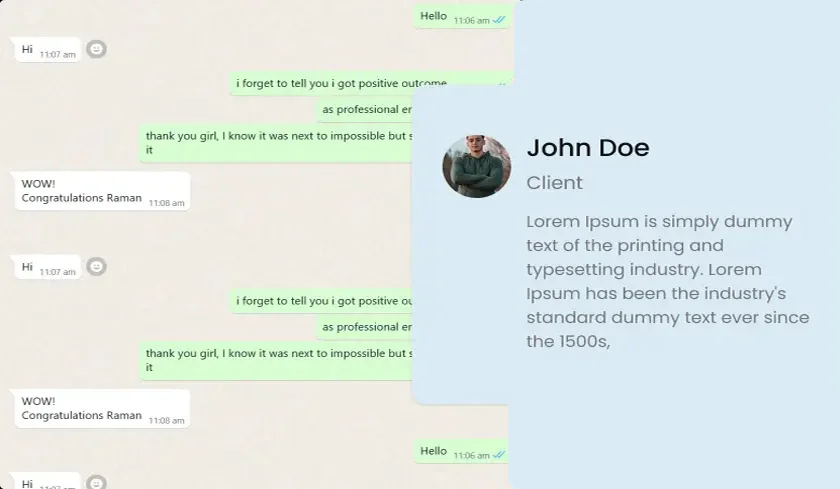 Hello 11:06 am
Hi 11:07 am
i forget to tell you i got positive outcome
as professional
thank you girl, I know it was next to impossible but
it
WOW!
Congratulations Raman 11:08 am
Hi 11:07 am
i forget to tell you i got positive
as professional
thank you girl, I know it was next to impossible but
it
WOW!
Congratulations Raman 11:08 am
Hello 11:06 am
Hi 11:07 am
John Doe
Client
Lorem Ipsum is simply dummy
text of the printing and
typesetting industry. Lorem
Ipsum has been the industry's
standard dummy text ever since
the 1500s,